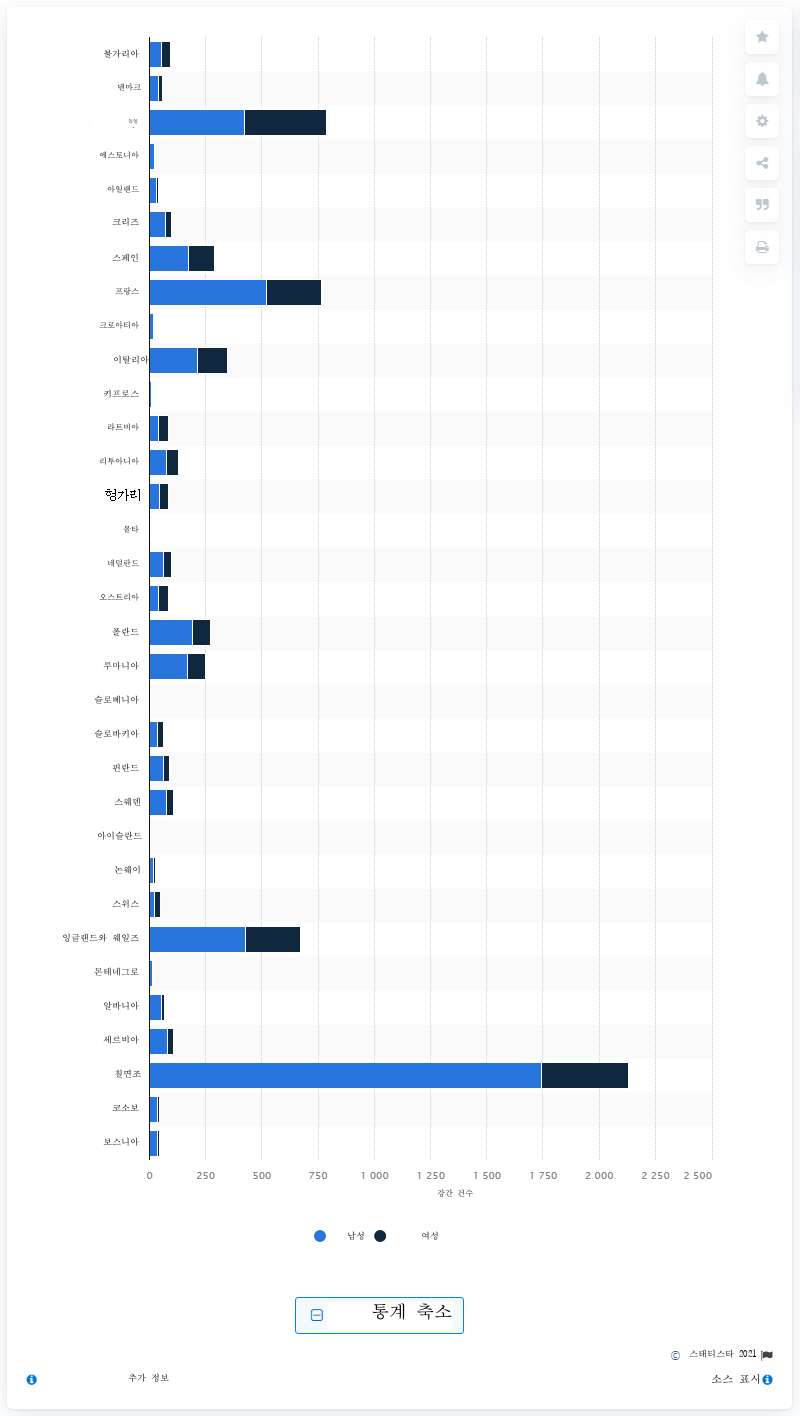 불가리아
덴마크
독일
에스토니아
아일랜드
크리즈
스페인
프랑스
크로아티아
이탈리아
키프로스
라트비아
리투아니아
헝가리
몰타
네덜란드
오스트리아
폴란드
루마니아
슬로베니아
슬로바키아
핀란드
스웨덴
아이슬란드
논웨이
스위스
잉글랜드와 웨일즈
몬테네그로
알바니아
세르비아
칠면조
코소보
보스니아
0 250 500 750 1 000 1 250 1 500 1 750 2 000 2 250 2 500
강간 건수
남성 여성
통계 축소
© 스태티스타 2021
추가 정보 소스 표시